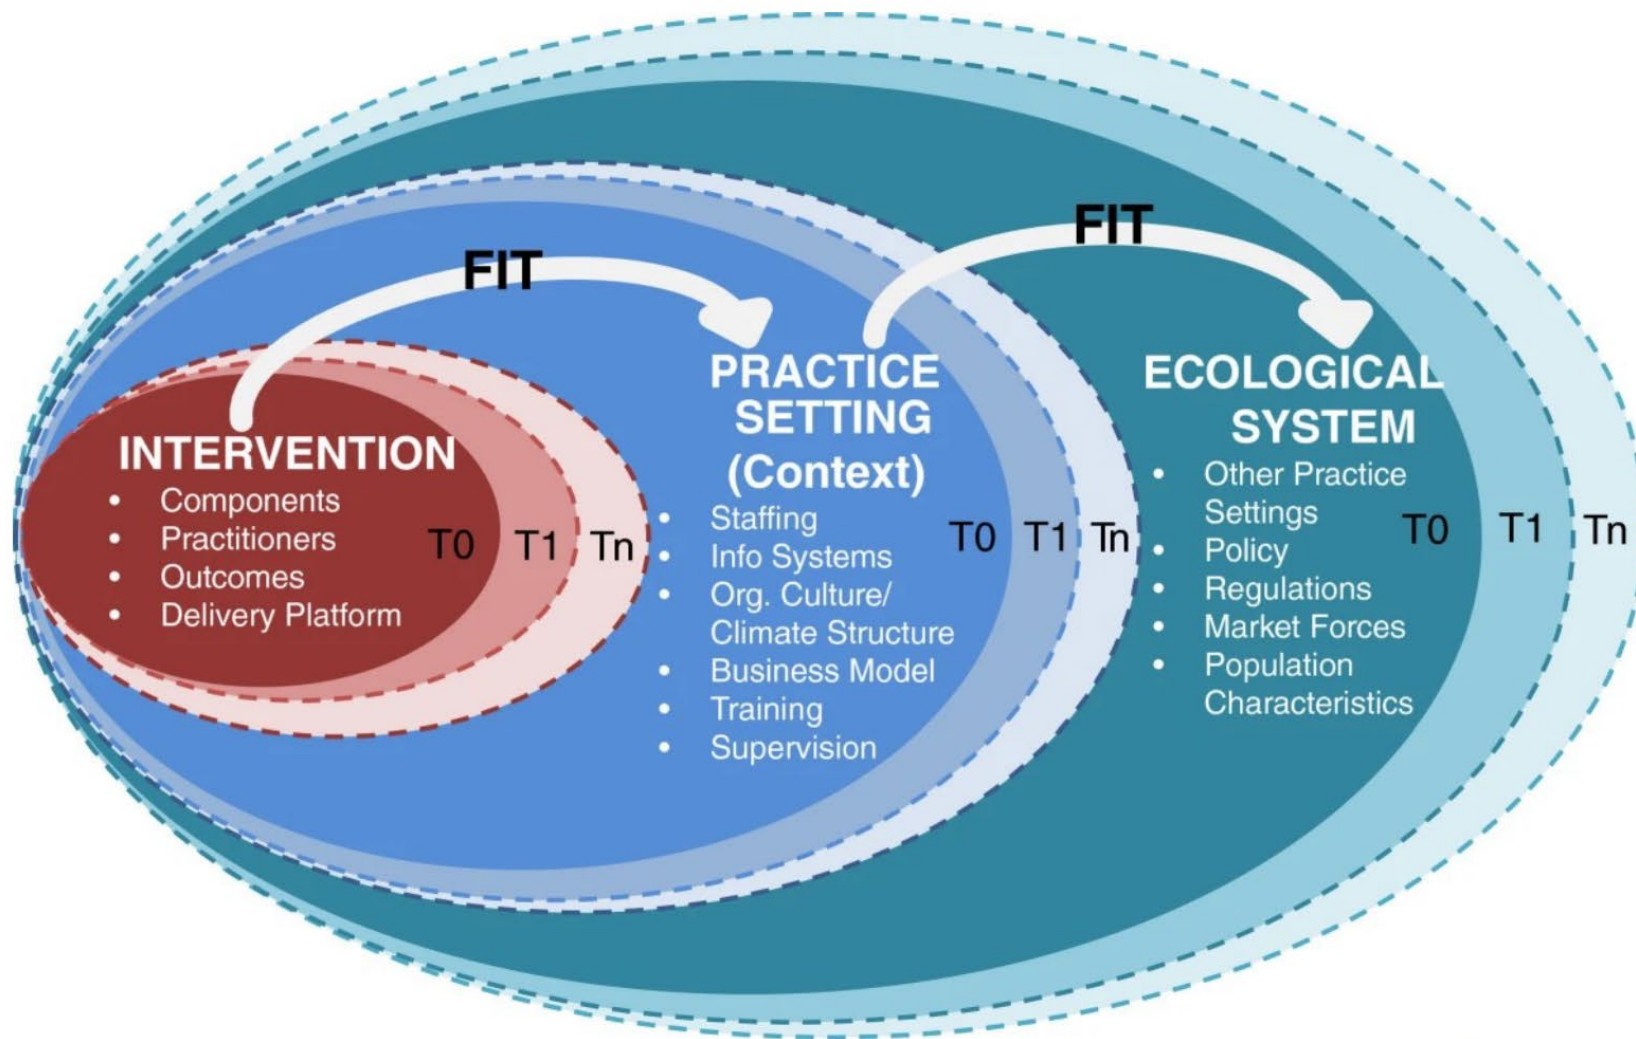 FIT
INTERVENTION
• Components
• Practitioners
• Outcomes
• Delivery Platform
T0
T1
Tn
FIT
PRACTICE
SETTING
(Context)
• Staffing
• Info Systems
• Org. Culture/
Climate Structure
• Business Model
• Training
• Supervision
T0
T1
Tn
ECOLOGICAL
SYSTEM
• Other Practice
Settings
• Policy
• Regulations
• Market Forces
• Population
Characteristics
T0
T1
Tn